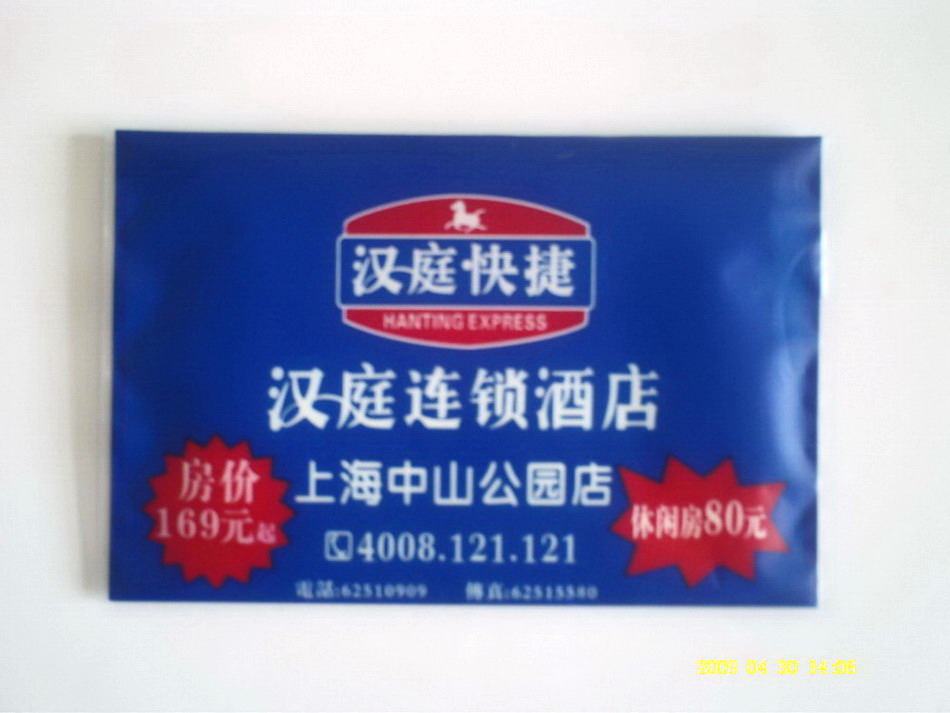 汉庭快捷
HANTING EXPRESS
汉庭连锁酒店
上海中山公园店
房价
169元起
休闲房80元
4008.121.121
電話:62510909 傳真:62515580
2009 04 30 14:06